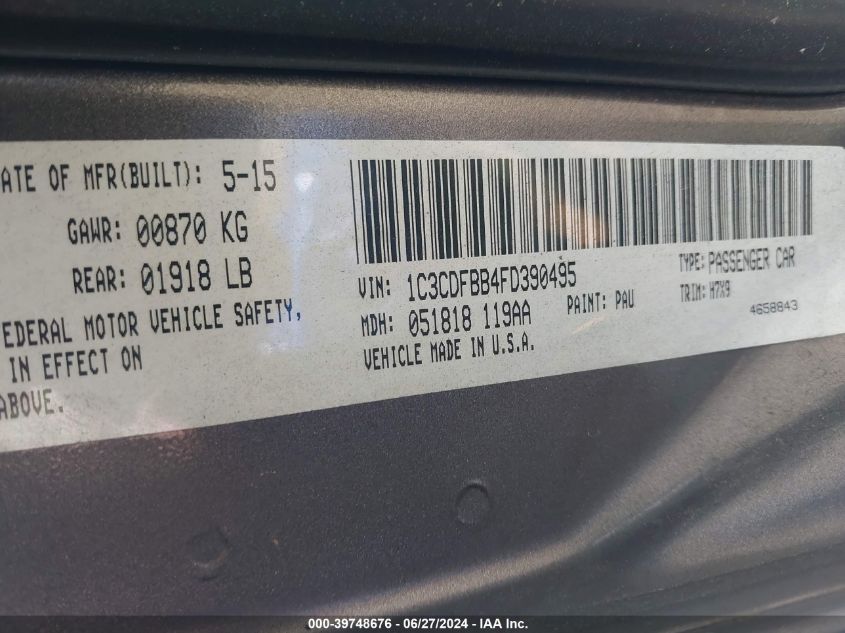 ATE OF MFR(BUILT): 5-15
GAWR: 00870 KG
REAR: 01918 LB
EDERAL MOTOR VEHICLE SAFETY,
IN EFFECT ON
ABOVE.
VIN: 1C3CDFBB4FD390495
TYPE: PASSENGER CAR
MDH: 051818 119AA
PAINT: PAU
TRIM: H7X9
VEHICLE MADE IN U.S.A.
4658843
000-39748676 / 06/27/2024 - IAA Inc.